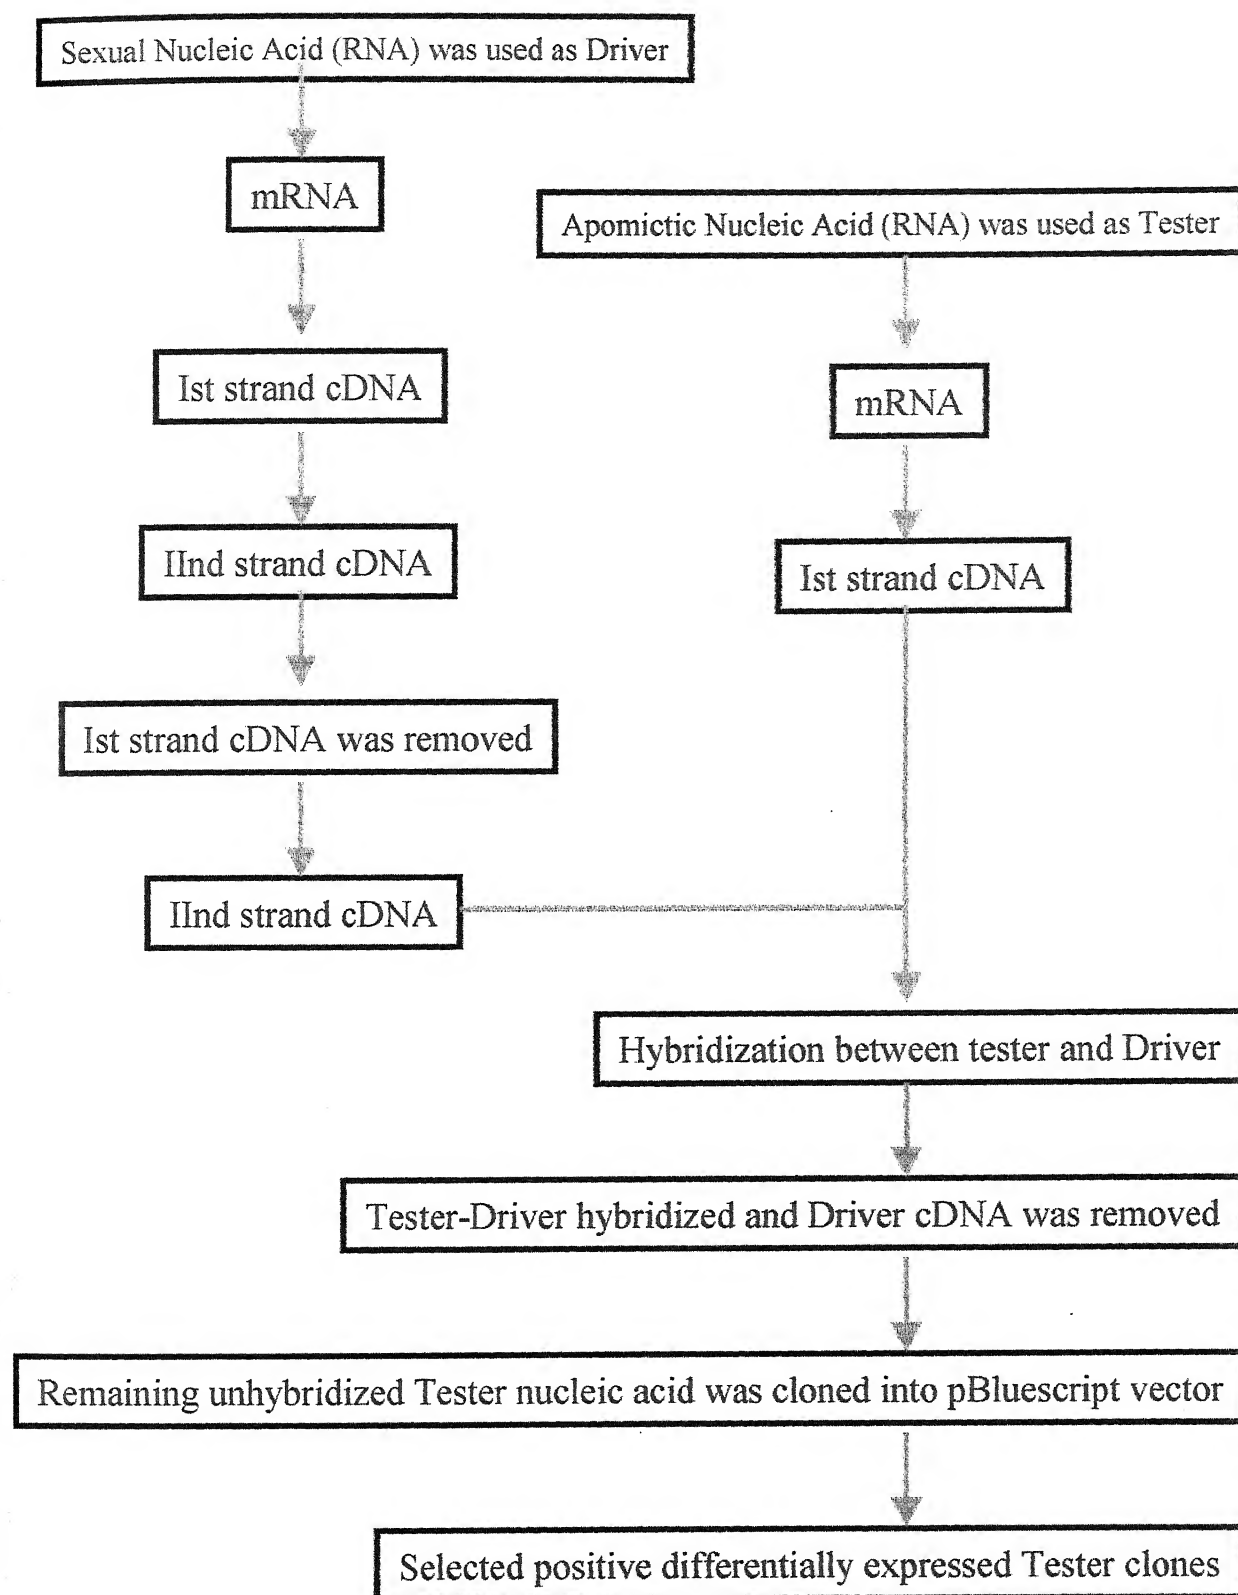 Sexual Nucleic Acid (RNA) was used as Driver
mRNA
Ist strand cDNA
IInd strand cDNA
Ist strand cDNA was removed
IInd strand cDNA
Apomictic Nucleic Acid (RNA) was used as Tester
mRNA
Ist strand cDNA
Hybridization between tester and Driver
Tester-Driver hybridized and Driver cDNA was removed
Remaining unhybridized Tester nucleic acid was cloned into pBluescript vector
Selected positive differentially expressed Tester clones